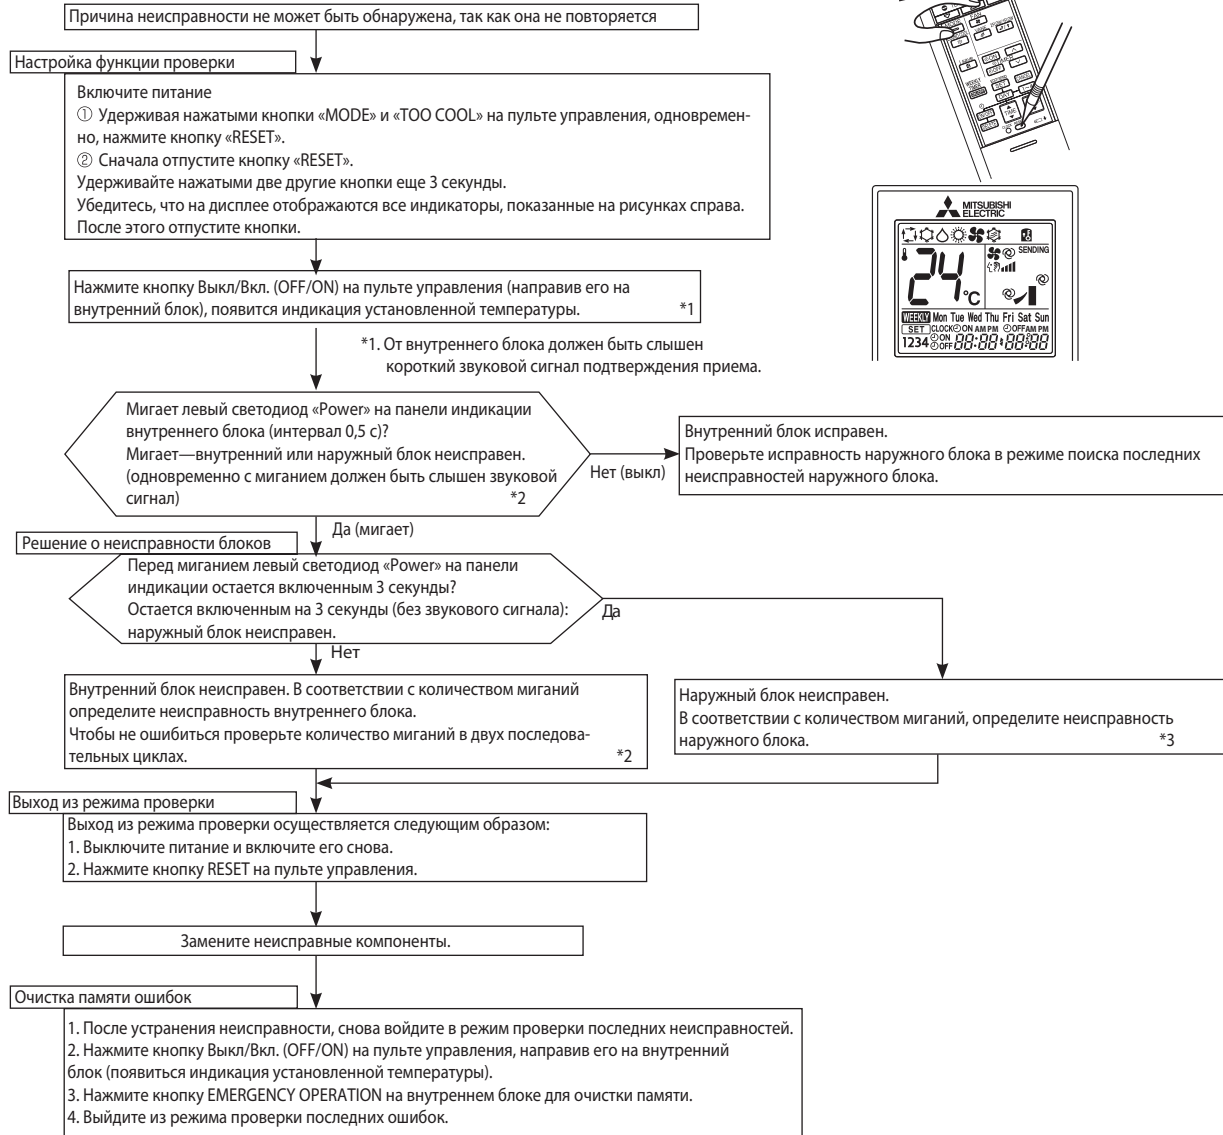 Причина неисправности не может быть обнаружена, так как она не повторяется
Настройка функции проверки
Включите питание
① Удерживая нажатыми кнопки «MODE» и «TOO COOL» на пульте управления, одновремен-
но, нажмите кнопку «RESET».
② Сначала отпустите кнопку «RESET».
Удерживайте нажатыми две другие кнопки еще 3 секунды.
Убедитесь, что на дисплее отображаются все индикаторы, показанные на рисунках справа.
После этого отпустите кнопки.
MITSUBISHI
ELECTRIC
SENDING
24°C
WEEKLY Mon Tue Wed Thu Fri Sat Sun
SET CLOCK ON AM PM OFF AM PM
1234 ON OFF 88:88 88:88
Нажмите кнопку Выкл/Вкл. (OFF/ON) на пульте управления (направив его на
внутренний блок), появится индикация установленной температуры. *1
*1. От внутреннего блока должен быть слышен
короткий звуковой сигнал подтверждения приема.
Мигает левый светодиод «Power» на панели индикации
внутреннего блока (интервал 0,5 с)?
Мигает—внутренний или наружный блок неисправен.
(одновременно с миганием должен быть слышен звуковой
сигнал) *2
Нет (выкл)
Внутренний блок исправен.
Проверьте исправность наружного блока в режиме поиска последних
неисправностей наружного блока.
Да (мигает)
Решение о неисправности блоков
Перед миганием левый светодиод «Power» на панели
индикации остается включенным 3 секунды?
Остается включенным на 3 секунды (без звукового сигнала):
наружный блок неисправен.
Да
Нет
Внутренний блок неисправен. В соответствии с количеством миганий
определите неисправность внутреннего блока.
Чтобы не ошибиться проверьте количество миганий в двух последова-
тельных циклах. *2
Наружный блок неисправен.
В соответствии с количеством миганий, определите неисправность
наружного блока. *3
Выход из режима проверки
Выход из режима проверки осуществляется следующим образом:
1. Выключите питание и включите его снова.
2. Нажмите кнопку RESET на пульте управления.
Замените неисправные компоненты.
Очистка памяти ошибок
1. После устранения неисправности, снова войдите в режим проверки последних неисправностей.
2. Нажмите кнопку Выкл/Вкл. (OFF/ON) на пульте управления, направив его на внутренний
блок (появиться индикация установленной температуры).
3. Нажмите кнопку EMERGENCY OPERATION на внутреннем блоке для очистки памяти.
4. Выйдите из режима проверки последних ошибок.